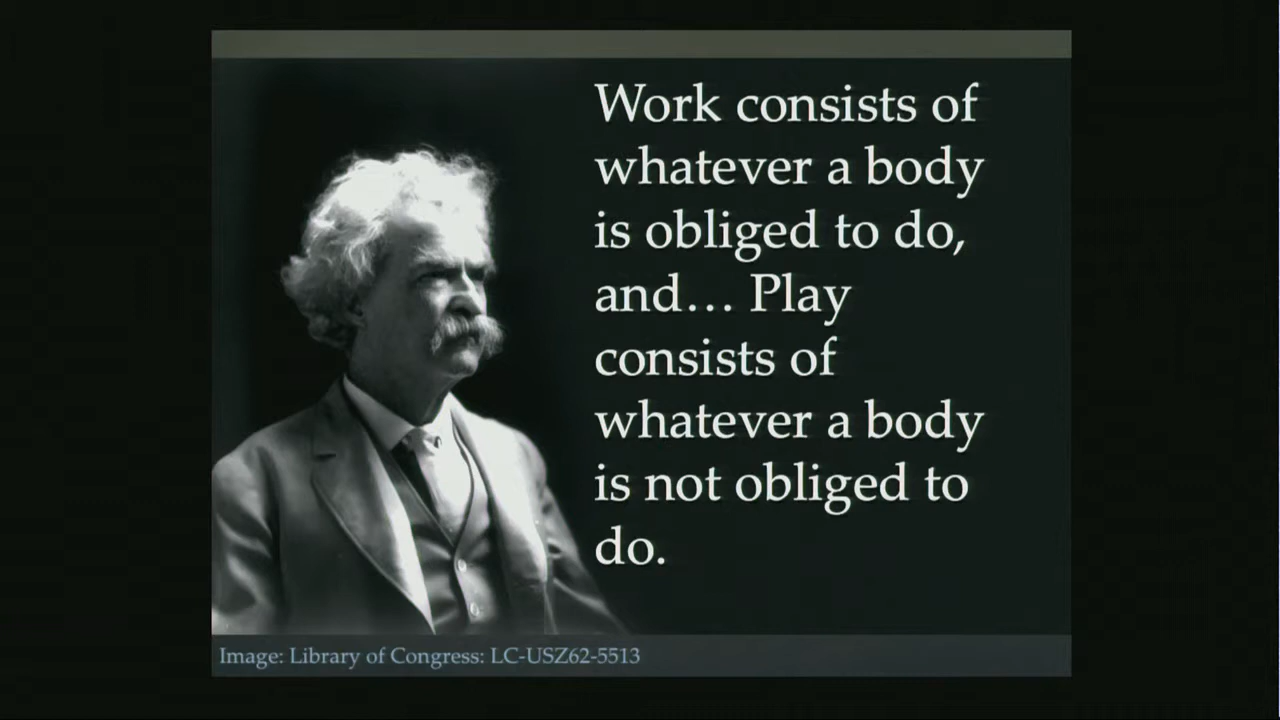 Work consists of
whatever a body
is obliged to do,
and… Play
consists of
whatever a body
is not obliged to
do.
Image: Library of Congress: LC-USZ62-5513